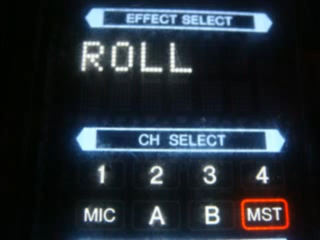 EFFECT SELECT
ROLL
CH SELECT
1 2 3 4
MIC A B MST